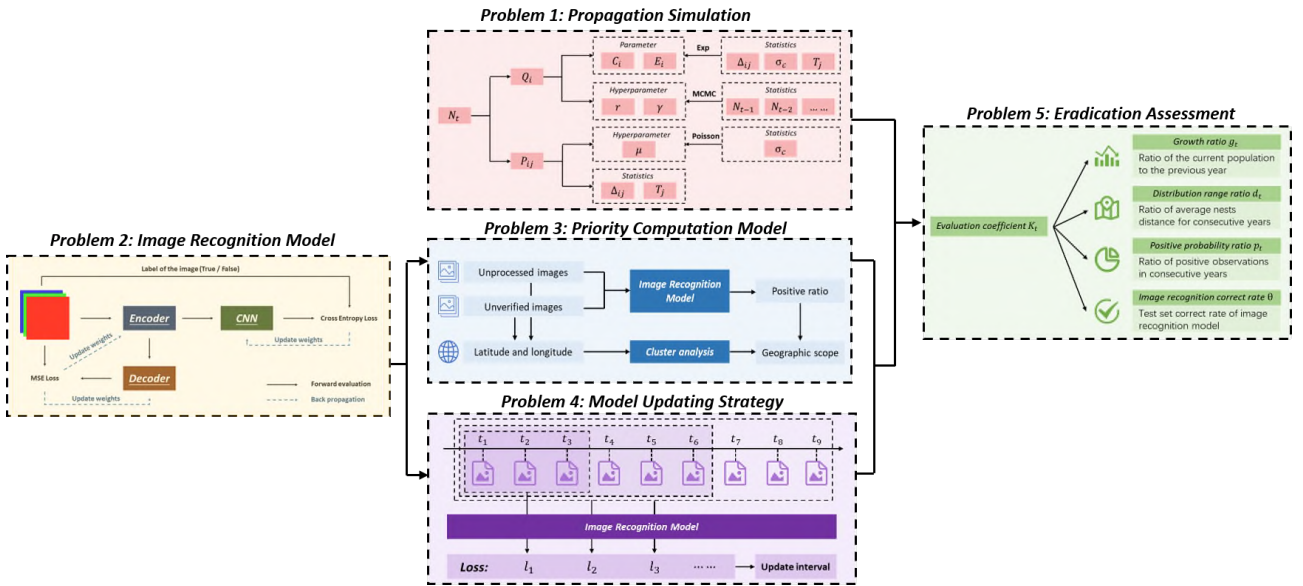 Problem 1: Propagation Simulation
Parameter
C_i E_i
Exp
Statistics
Δ_ij σ_c T_j
Q_i
Hyperparameter
r γ
MCMC
Statistics
N_{t-1} N_{t-2} ... ...
N_t
Hyperparameter
μ
Poisson
Statistics
σ_c
P_ij
Statistics
Δ_ij T_j
Problem 2: Image Recognition Model
Label of the image (True / False)
Encoder
CNN
Cross Entropy Loss
Update weights
Update weights
MSE Loss
Decoder
Update weights
Forward evaluation
Back propagation
Problem 3: Priority Computation Model
Unprocessed images
Unverified images
Image Recognition
Model
Positive ratio
Latitude and longitude
Cluster analysis
Geographic scope
Problem 4: Model Updating Strategy
t_1 t_2 t_3 t_4 t_5 t_6 t_7 t_8 t_9
Image Recognition Model
Loss: l_1 l_2 l_3 ... ... Update interval
Problem 5: Eradication Assessment
Evaluation coefficient K_t
Growth ratio g_t
Ratio of the current population
to the previous year
Distribution range ratio d_t
Ratio of average nests
distance for consecutive years
Positive probability ratio p_t
Ratio of positive observations
in consecutive years
Image recognition correct rate θ
Test set correct rate of image
recognition model